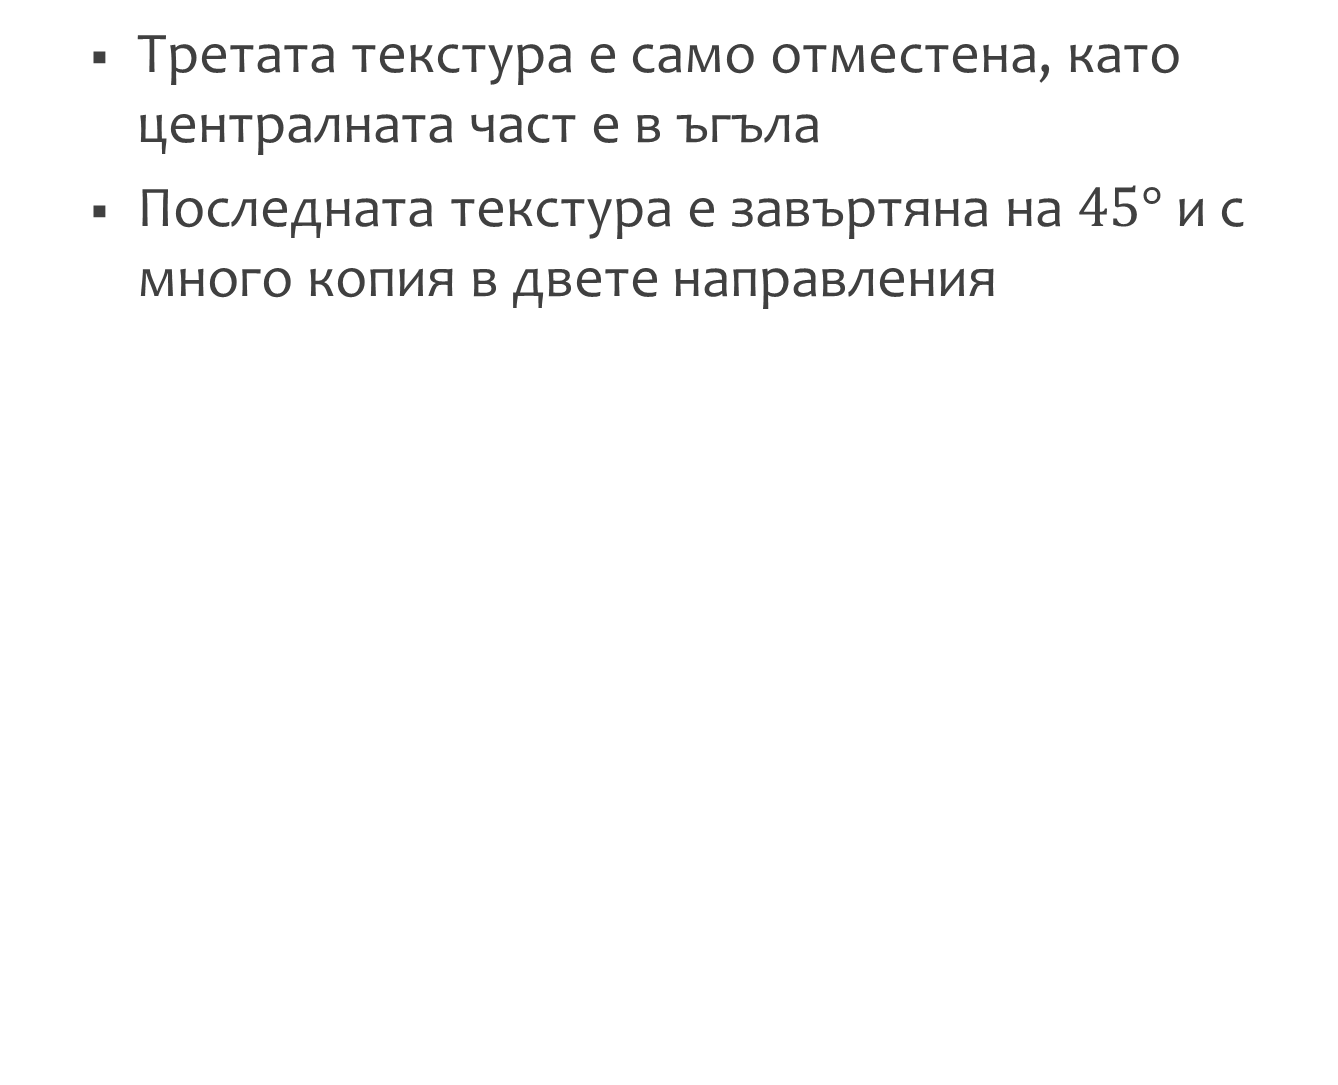 ▪ Третата текстура е само отместена, като
централната част е в ъгъла
▪ Последната текстура е завъртяна на 45° и с
много копия в двете направления